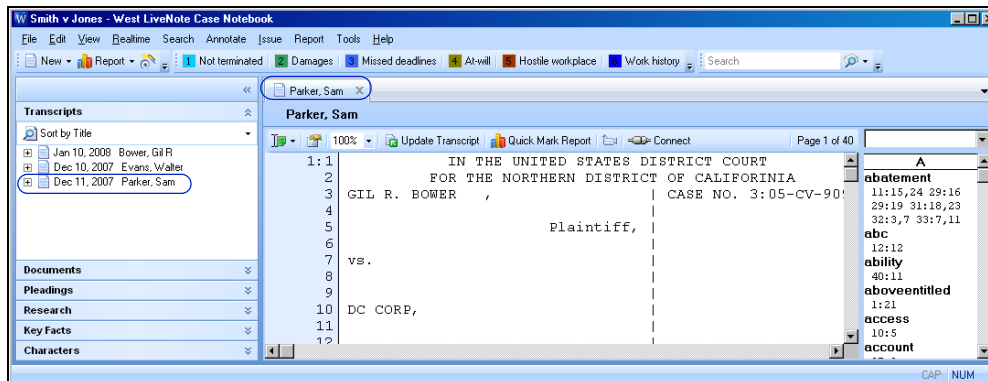 Smith v Jones - West LiveNote Case Notebook
File Edit View Realtime Search Annotate Issue Report Tools Help
New Report 1 Not terminated 2 Damages 3 Missed deadlines 4 At-will 5 Hostile workplace 6 Work history Search
Transcripts
Sort by Title
Jan 10, 2008 Bower, Gil R
Dec 10, 2007 Evans, Walter
Dec 11, 2007 Parker, Sam
Documents
Pleadings
Research
Key Facts
Characters
Parker, Sam X
Parker, Sam
100% Update Transcript Quick Mark Report Connect Page 1 of 40
1:1 IN THE UNITED STATES DISTRICT COURT
2 FOR THE NORTHERN DISTRICT OF CALIFORINIA
3 GIL R. BOWER , | CASE NO. 3:05-CV-909
4 |
5 Plaintiff, |
6 |
7 vs. |
8 |
9 |
10 DC CORP, |
11 |
12
A
abatement
11:15,24 29:16
29:19 31:18,23
32:3,7 33:7,11
abc
12:12
ability
40:11
aboveentitled
1:21
access
10:5
account
CAP NUM